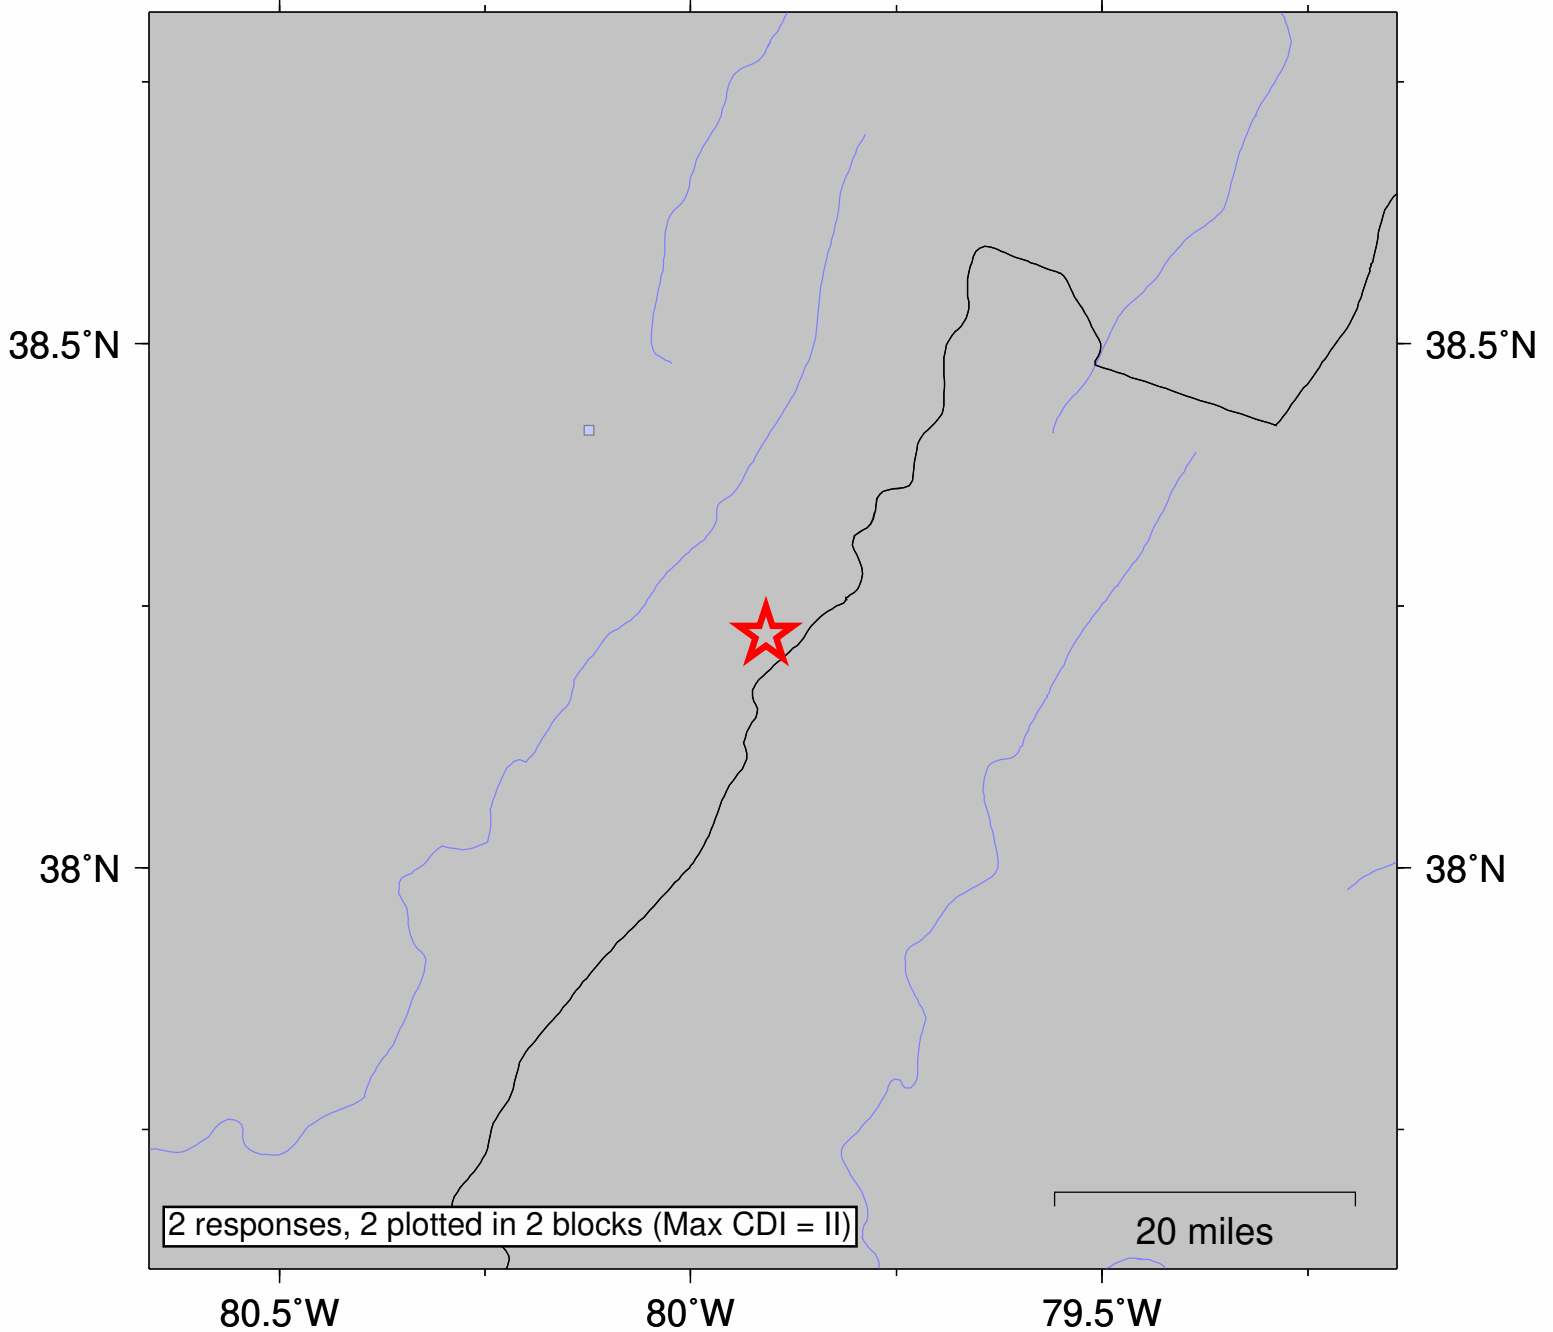 38.5˚N
38.5˚N
38˚N
38˚N
2 responses, 2 plotted in 2 blocks (Max CDI = II)
20 miles
80.5˚W
80˚W
79.5˚W